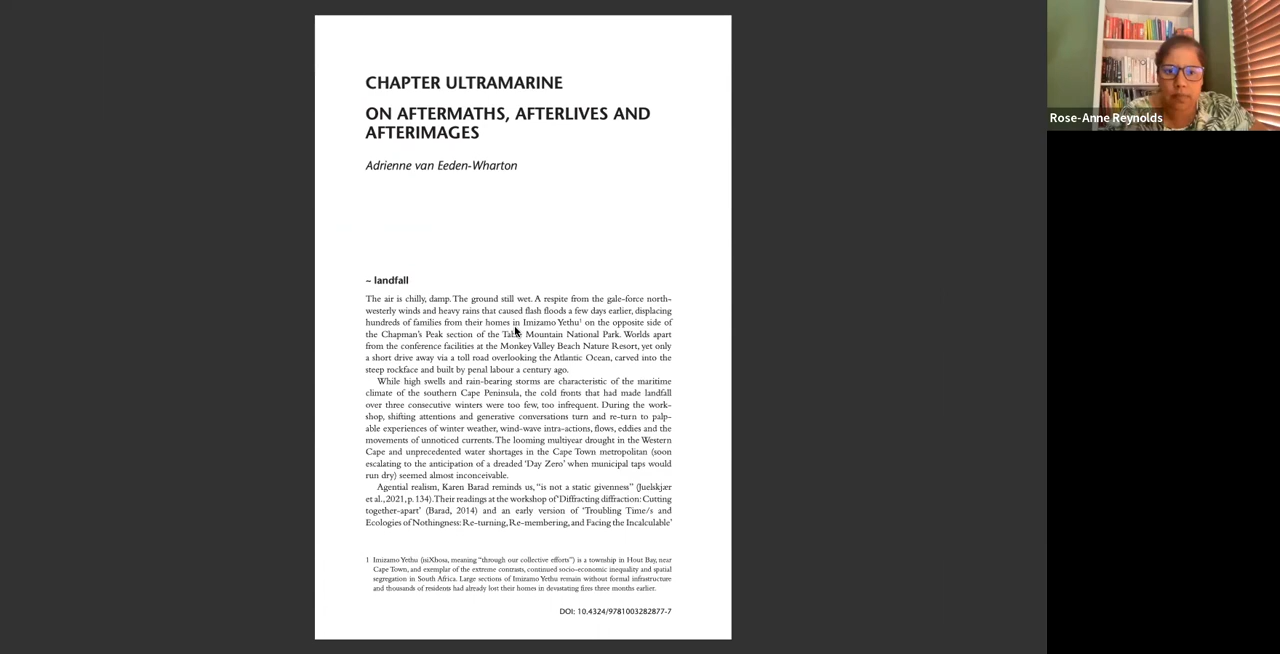 CHAPTER ULTRAMARINE
ON AFTERMATHS, AFTERLIVES AND
AFTERIMAGES
Adrienne van Eeden-Wharton
~ landfall
The air is chilly, damp. The ground still wet. A respite from the gale-force north-
westerly winds and heavy rains that caused flash floods a few days earlier, displacing
hundreds of families from their homes in Imizamo Yethu¹ on the opposite side of
the Chapman's Peak section of the Table Mountain National Park. Worlds apart
from the conference facilities at the Monkey Valley Beach Nature Resort, yet only
a short drive away via a toll road overlooking the Atlantic Ocean, carved into the
steep rockface and built by penal labour a century ago.
While high swells and rain-bearing storms are characteristic of the maritime
climate of the southern Cape Peninsula, the cold fronts that had made landfall
over three consecutive winters were too few, too infrequent. During the work-
shop, shifting attentions and generative conversations turn and re-turn to palp-
able experiences of winter weather, wind-wave intra-actions, flows, eddies and the
movements of unnoticed currents. The looming multiyear drought in the Western
Cape and unprecedented water shortages in the Cape Town metropolitan (soon
escalating to the anticipation of a dreaded 'Day Zero' when municipal taps would
run dry) seemed almost inconceivable.
Agential realism, Karen Barad reminds us, "is not a static givenness" (Juelskjær
et al., 2021, p. 134). Their readings at the workshop of 'Diffracting diffraction: Cutting
together-apart' (Barad, 2014) and an early version of 'Troubling Time/s and
Ecologies of Nothingness: Re-turning, Re-membering, and Facing the Incalculable'
1 Imizamo Yethu (isiXhosa, meaning "through our collective efforts") is a township in Hout Bay, near
Cape Town, and exemplar of the extreme contrasts, continued socio-economic inequality and spatial
segregation in South Africa. Large sections of Imizamo Yethu remain without formal infrastructure
and thousands of residents had already lost their homes in devastating fires three months earlier.
DOI: 10.4324/9781003282877-7
Rose-Anne Reynolds